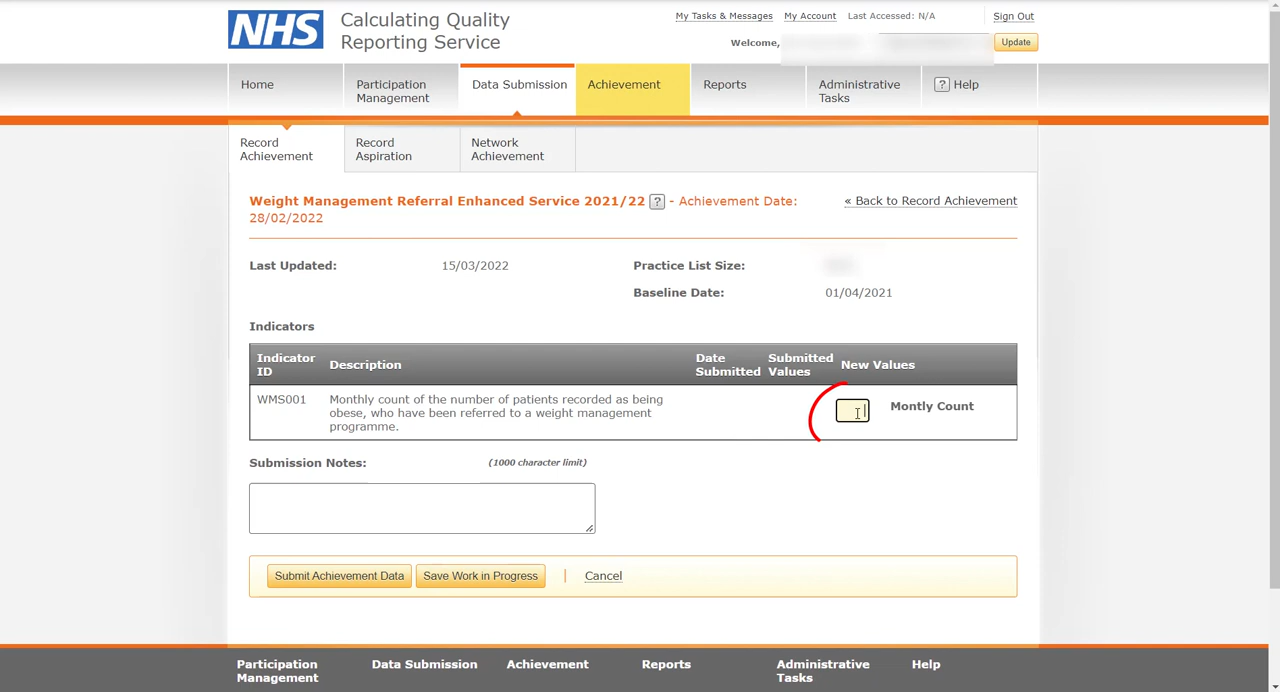 NHS
Calculating Quality
Reporting Service
My Tasks & Messages
My Account
Last Accessed: N/A
Sign Out
Welcome,
Update
Home
Participation
Management
Data Submission
Achievement
Reports
Administrative
Tasks
? Help
Record
Achievement
Record
Aspiration
Network
Achievement
Weight Management Referral Enhanced Service 2021/22 ? - Achievement Date:
28/02/2022
« Back to Record Achievement
Last Updated: 15/03/2022
Practice List Size:
Baseline Date: 01/04/2021
Indicators
Indicator
ID
Description
Date
Submitted
Submitted
Values
New Values
WMS001
Monthly count of the number of patients recorded as being
obese, who have been referred to a weight management
programme.
Montly Count
Submission Notes:
(1000 character limit)
Submit Achievement Data
Save Work in Progress
|
Cancel
Participation
Management
Data Submission
Achievement
Reports
Administrative
Tasks
Help